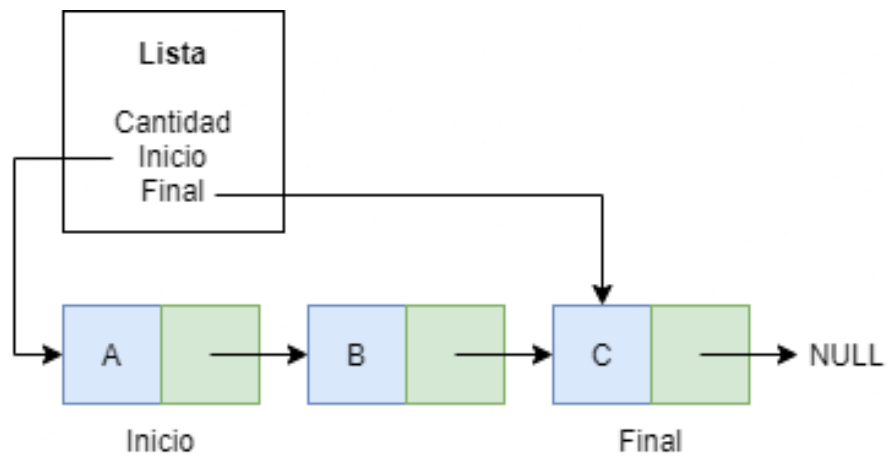 Lista
Cantidad
Inicio
Final
A
B
C
NULL
Inicio
Final